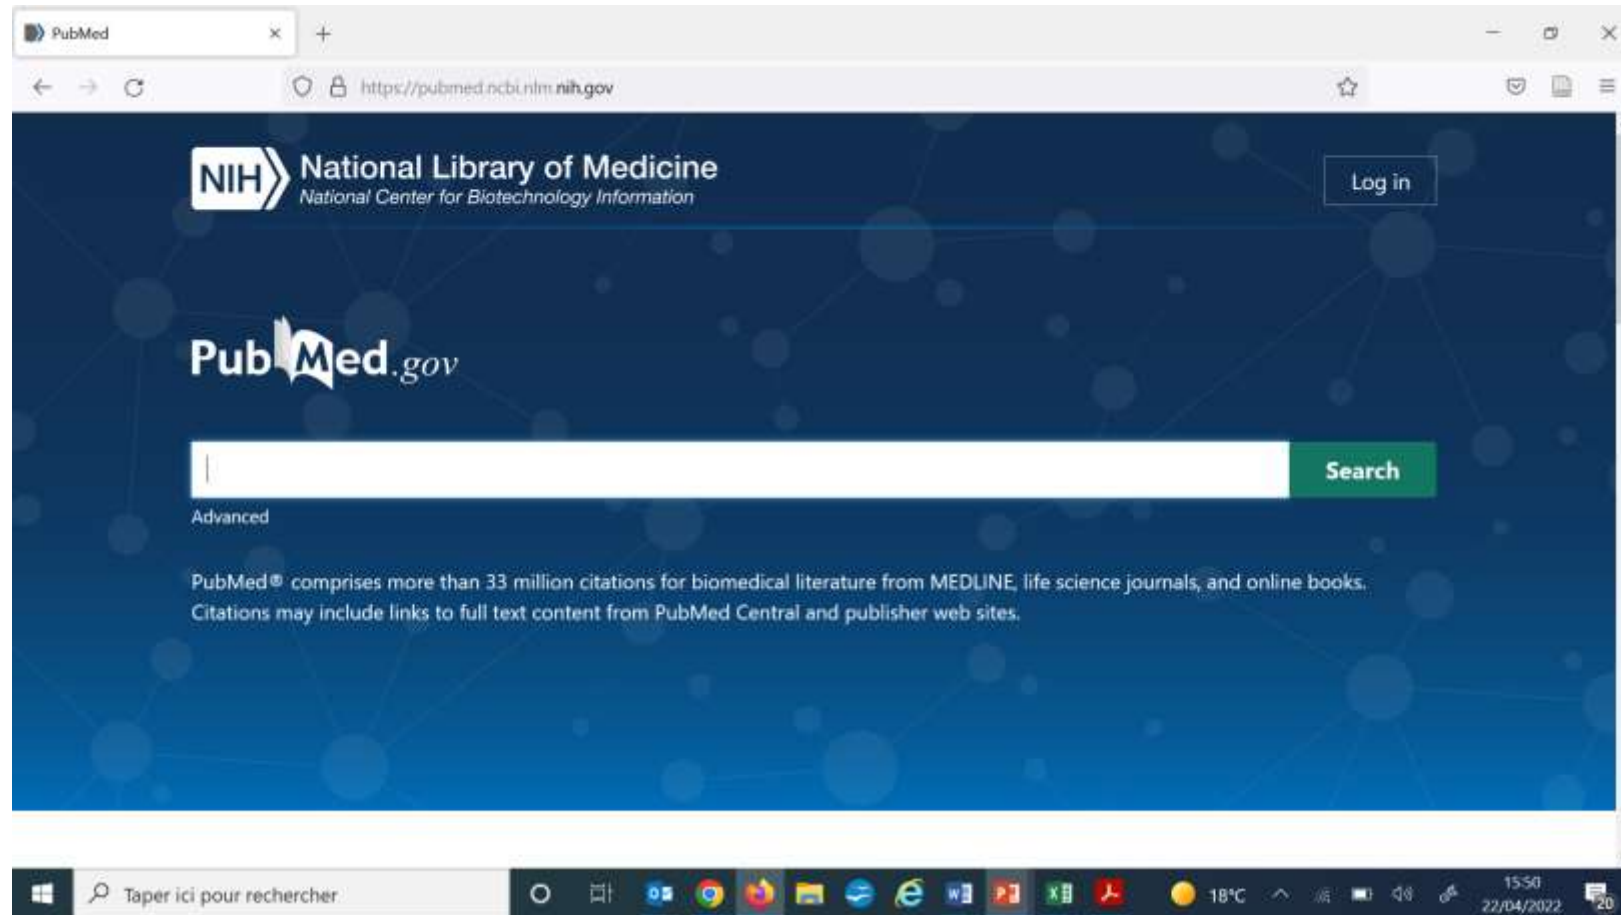 PubMed
https://pubmed.ncbi.nlm.nih.gov
NIH National Library of Medicine
National Center for Biotechnology Information
Log in
PubMed.gov
Search
Advanced
PubMed® comprises more than 33 million citations for biomedical literature from MEDLINE, life science journals, and online books.
Citations may include links to full text content from PubMed Central and publisher web sites.
Taper ici pour rechercher
18°C
15:50
22/04/2022
20